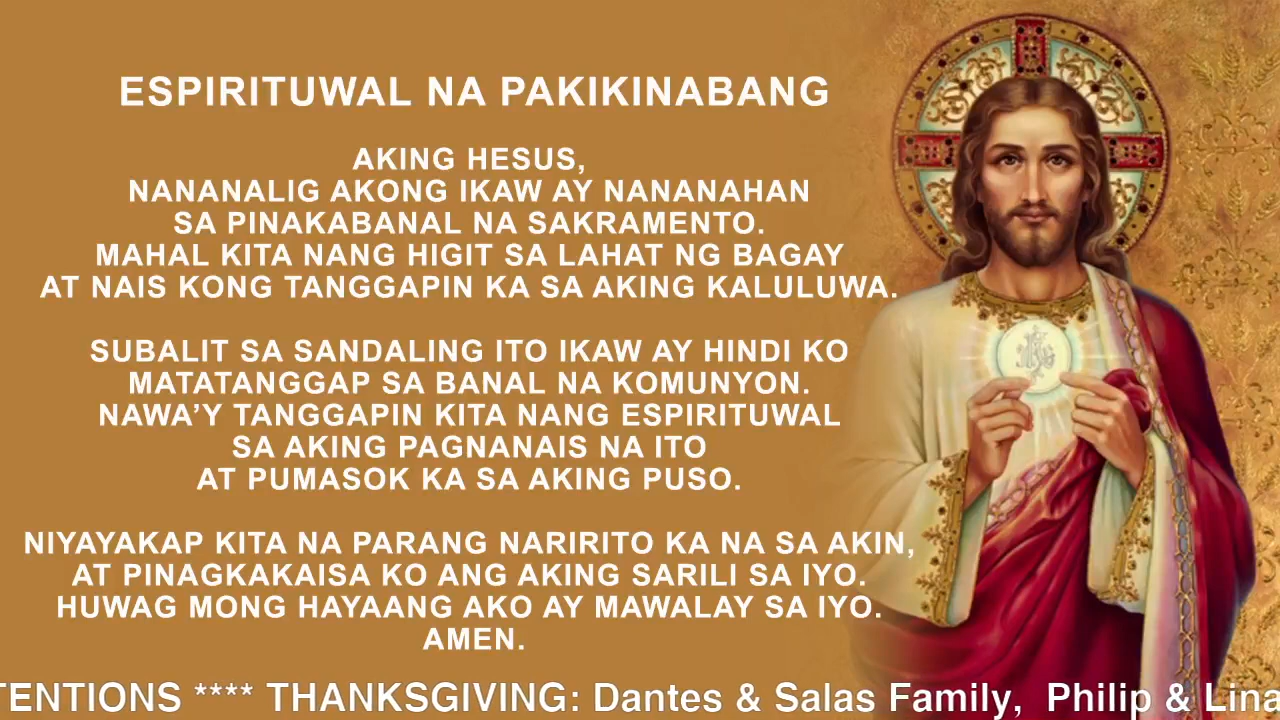 ESPIRITUWAL NA PAKIKINABANG
AKING HESUS,
NANANALIG AKONG IKAW AY NANANAHAN
SA PINAKABANAL NA SAKRAMENTO.
MAHAL KITA NANG HIGIT SA LAHAT NG BAGAY
AT NAIS KONG TANGGAPIN KA SA AKING KALULUWA.
SUBALIT SA SANDALING ITO IKAW AY HINDI KO
MATATANGGAP SA BANAL NA KOMUNYON.
NAWA’Y TANGGAPIN KITA NANG ESPIRITUWAL
SA AKING PAGNANAIS NA ITO
AT PUMASOK KA SA AKING PUSO.
NIYAYAKAP KITA NA PARANG NARIRITO KA NA SA AKIN,
AT PINAGKAKAISA KO ANG AKING SARILI SA IYO.
HUWAG MONG HAYAANG AKO AY MAWALAY SA IYO.
AMEN.
TENTIONS **** THANKSGIVING: Dantes & Salas Family, Philip & Lina